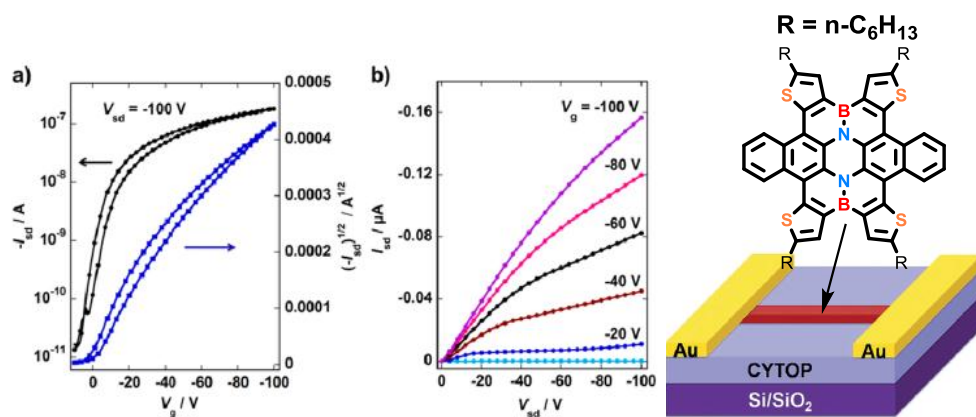 R = n-C₆H₁₃
a)
V_sd = -100 V
10⁻⁷
10⁻⁸
10⁻⁹
10⁻¹⁰
10⁻¹¹
-I_sd / A
0
-20
-40
-60
-80
-100
V_g / V
0.0005
0.0004
0.0003
0.0002
0.0001
0
(-I_sd)^1/2 / A^1/2
b)
-0.16
-0.12
-0.08
-0.04
0
I_sd / µA
V_g = -100 V
-80 V
-60 V
-40 V
-20 V
0
-20
-40
-60
-80
-100
V_sd / V
R
R
S
S
B
N
N
B
S
S
R
R
Au
Au
CYTOP
Si/SiO₂